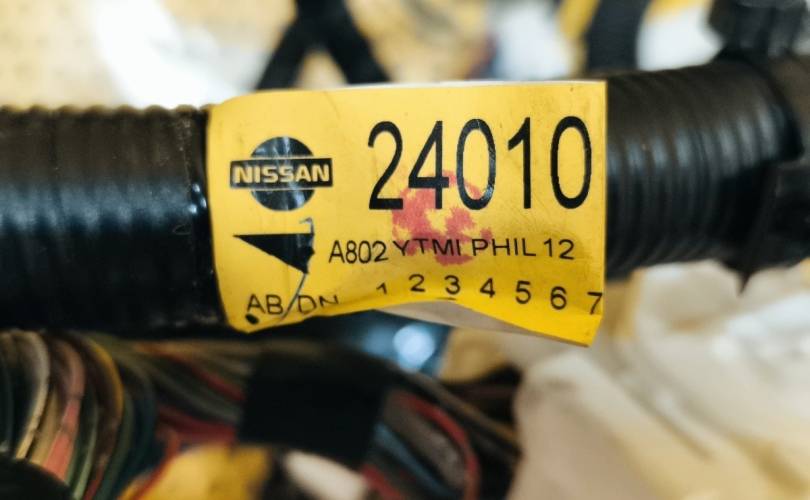 NISSAN
24010
A802 YTMI PHIL 12
AB/DN 1 2 3 4 5 6 7